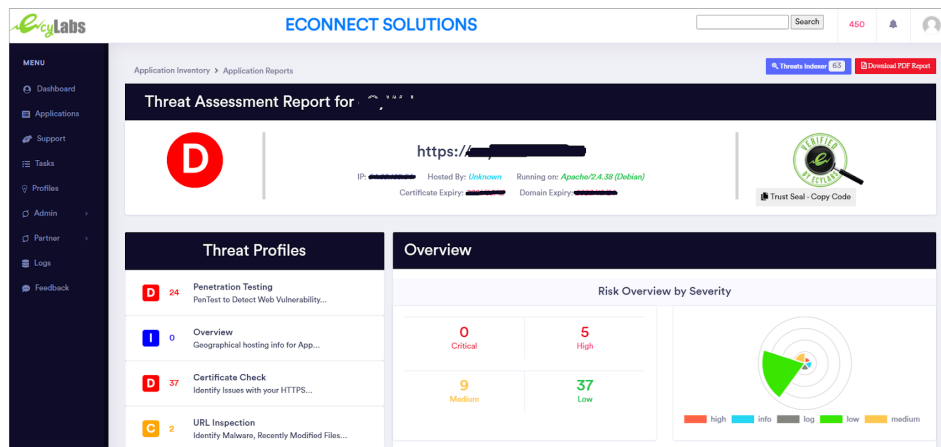 EcyLabs
ECONNECT SOLUTIONS
Search
450
MENU
Dashboard
Applications
Support
Tasks
Profiles
Admin
Partner
Logs
Feedback
Application Inventory > Application Reports
Threats Indexer 63
Download PDF Report
Threat Assessment Report for
D
https://
IP: Hosted By: Unknown Running on: Apache/2.4.38 (Debian)
Certificate Expiry: Domain Expiry:
VERIFIED
BY ECYLABS
Trust Seal - Copy Code
Threat Profiles
D 24 Penetration Testing
PenTest to Detect Web Vulnerability...
I 0 Overview
Geographical hosting info for App...
D 37 Certificate Check
Identify Issues with your HTTPS...
C 2 URL Inspection
Identify Malware, Recently Modified Files...
Overview
Risk Overview by Severity
0 5
Critical High
9 37
Medium Low
high info log low medium